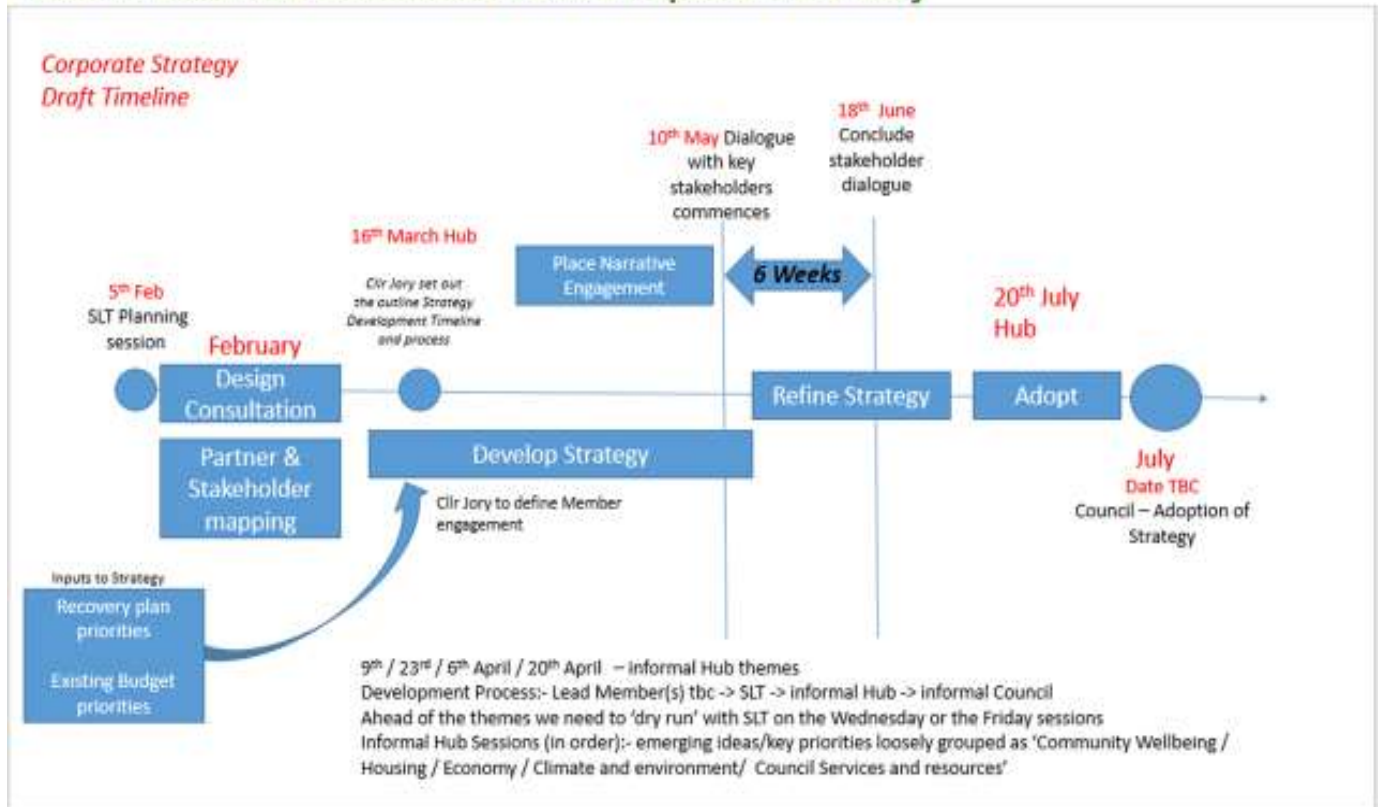 Corporate Strategy
Draft Timeline
5th Feb
SLT Planning
session
February
Design
Consultation
Partner &
Stakeholder
mapping
16th March Hub
Cllr Jory set out
the outline Strategy
Development Timeline
and process
Place Narrative
Engagement
10th May Dialogue
with key
stakeholders
commences
6 Weeks
18th June
Conclude
stakeholder
dialogue
20th July
Hub
Refine Strategy
Adopt
Develop Strategy
Cllr Jory to define Member
engagement
July
Date TBC
Council – Adoption of
Strategy
Inputs to Strategy
Recovery plan
priorities
Existing Budget
priorities
9th / 23rd / 6th April / 20th April – informal Hub themes
Development Process:- Lead Member(s) tbc -> SLT -> informal Hub -> informal Council
Ahead of the themes we need to ‘dry run’ with SLT on the Wednesday or the Friday sessions
Informal Hub Sessions (in order):- emerging ideas/key priorities loosely grouped as ‘Community Wellbeing /
Housing / Economy / Climate and environment/ Council Services and resources’